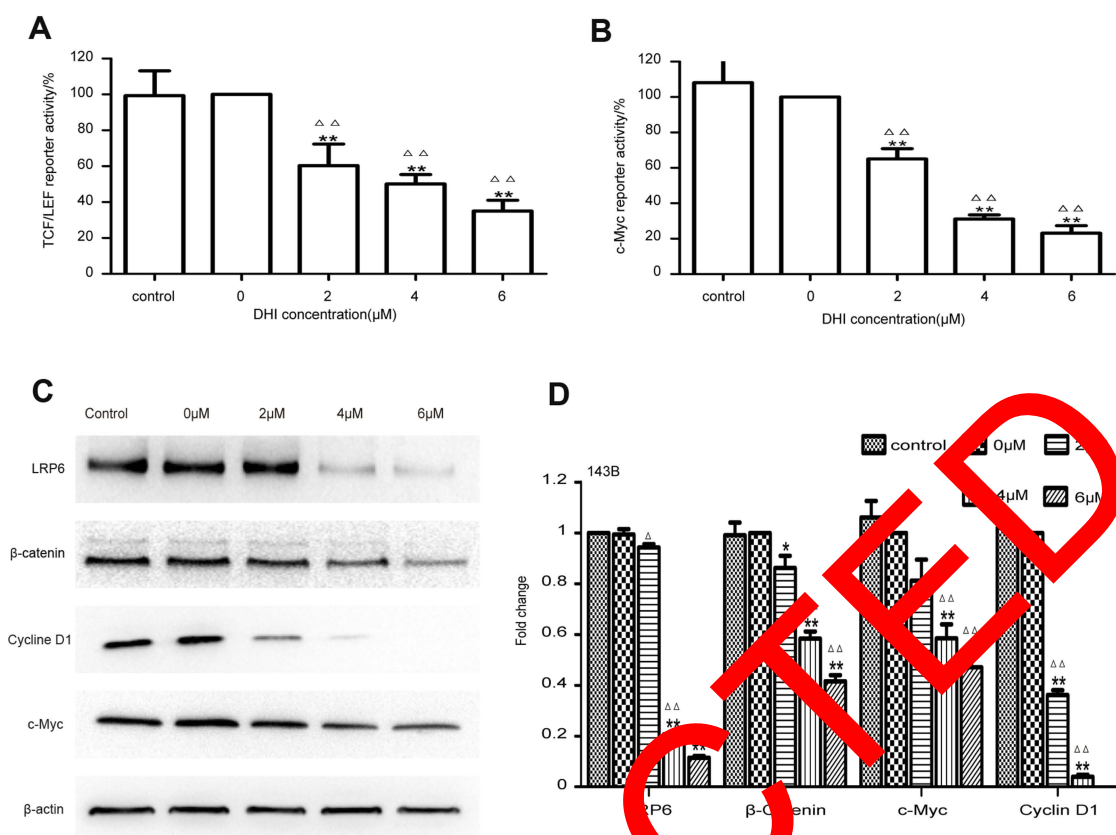 A
TCF/LEF reporter activity/%
120
100
80
60
40
20
0
△ △
**
△ △
**
△ △
**
control 0 2 4 6
DHI concentration(μM)
B
c-Myc reporter activity/%
120
100
80
60
40
20
0
△ △
**
△ △
**
△ △
**
control 0 2 4 6
DHI concentration(μM)
C
Control 0μM 2μM 4μM 6μM
LRP6
β-catenin
Cycline D1
c-Myc
β-actin
D
control 0μM
4μM 6μM
143B
Fold change
1.2
1
0.8
0.6
0.4
0.2
0
△
△ △
**
**
*
**
△ △
**
△ △
**
△ △
**
△ △
**
c-Myc Cyclin D1
CTED